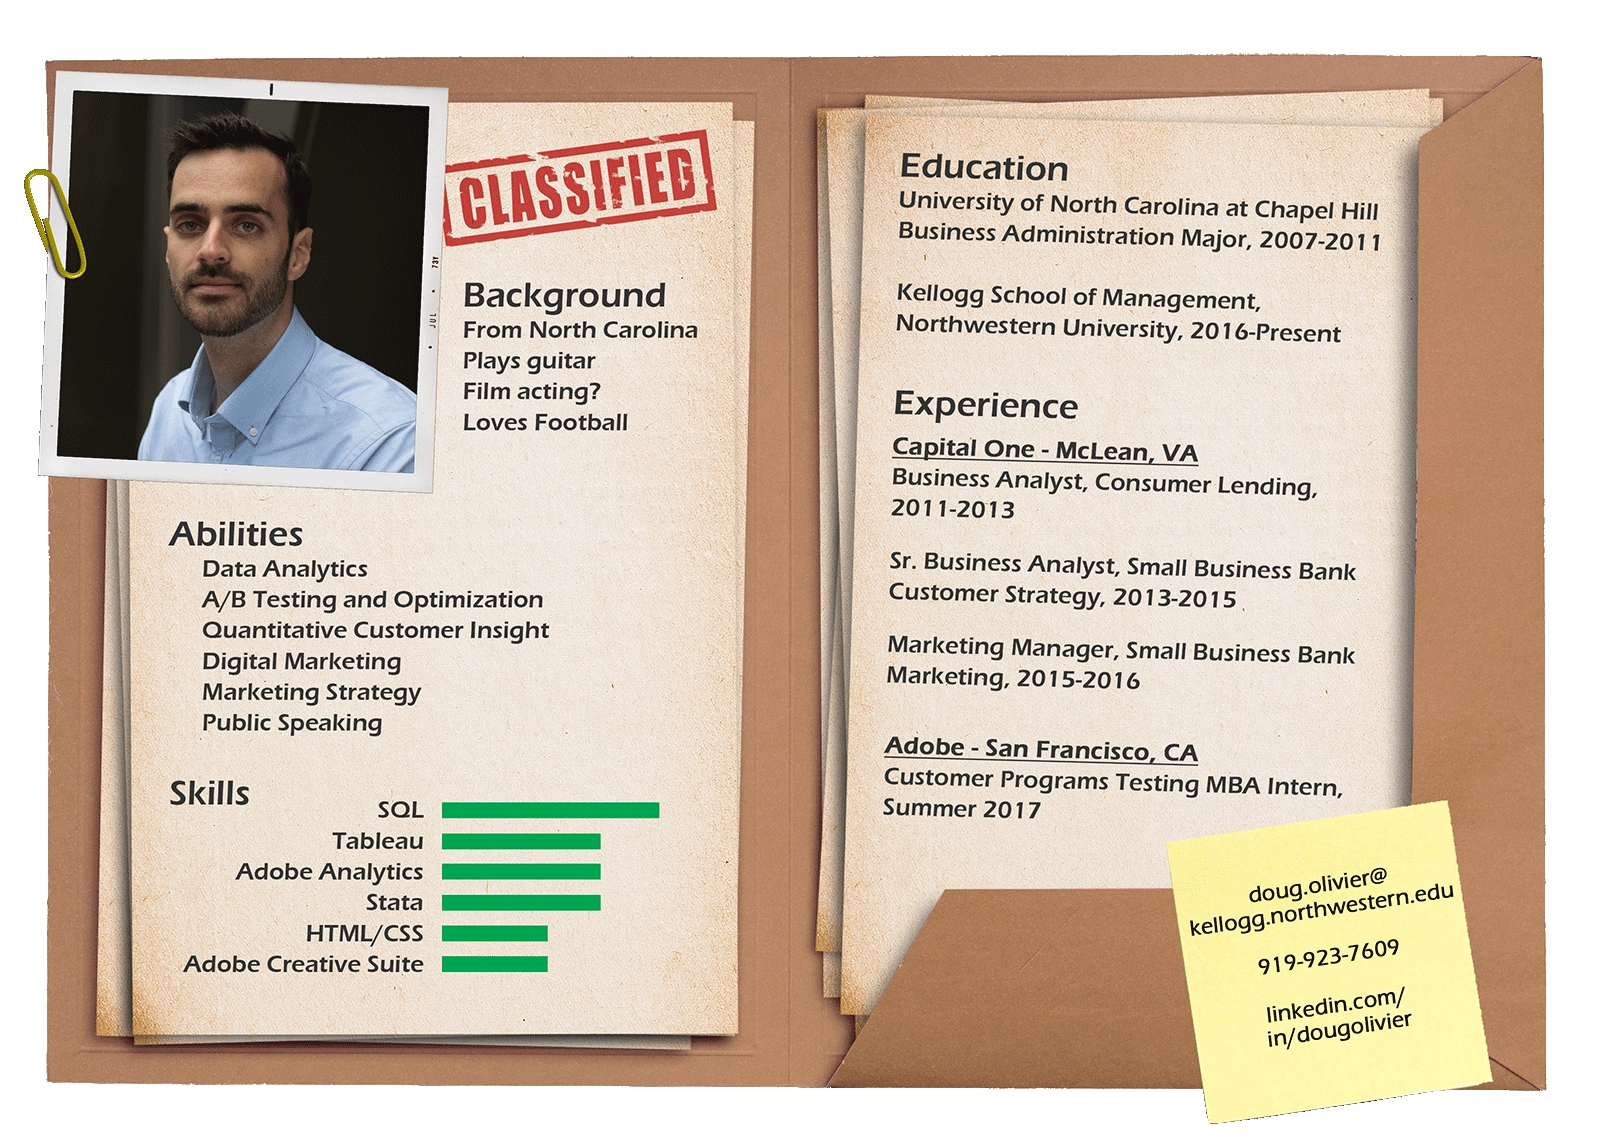 CLASSIFIED
JUL • 73Y
Background
From North Carolina
Plays guitar
Film acting?
Loves Football
Abilities
Data Analytics
A/B Testing and Optimization
Quantitative Customer Insight
Digital Marketing
Marketing Strategy
Public Speaking
Skills
SQL
Tableau
Adobe Analytics
Stata
HTML/CSS
Adobe Creative Suite
Education
University of North Carolina at Chapel Hill
Business Administration Major, 2007-2011
Kellogg School of Management,
Northwestern University, 2016-Present
Experience
Capital One - McLean, VA
Business Analyst, Consumer Lending,
2011-2013
Sr. Business Analyst, Small Business Bank
Customer Strategy, 2013-2015
Marketing Manager, Small Business Bank
Marketing, 2015-2016
Adobe - San Francisco, CA
Customer Programs Testing MBA Intern,
Summer 2017
doug.olivier@
kellogg.northwestern.edu
919-923-7609
linkedin.com/
in/dougolivier